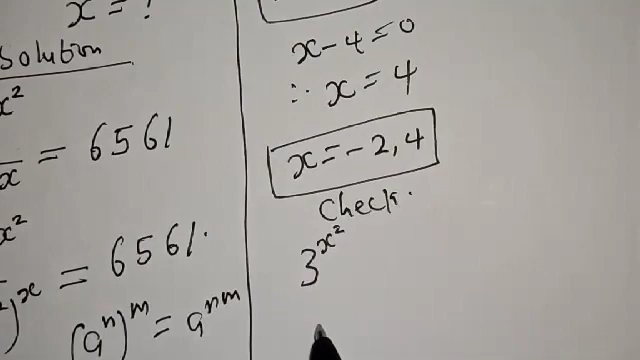 x = ?
Solution
x²
x = 6561
x²
)ˣ = 6561.
(aⁿ)ᵐ = aⁿᵐ
x-4=0
∴ x = 4
x=-2,4
Check.
3^x²